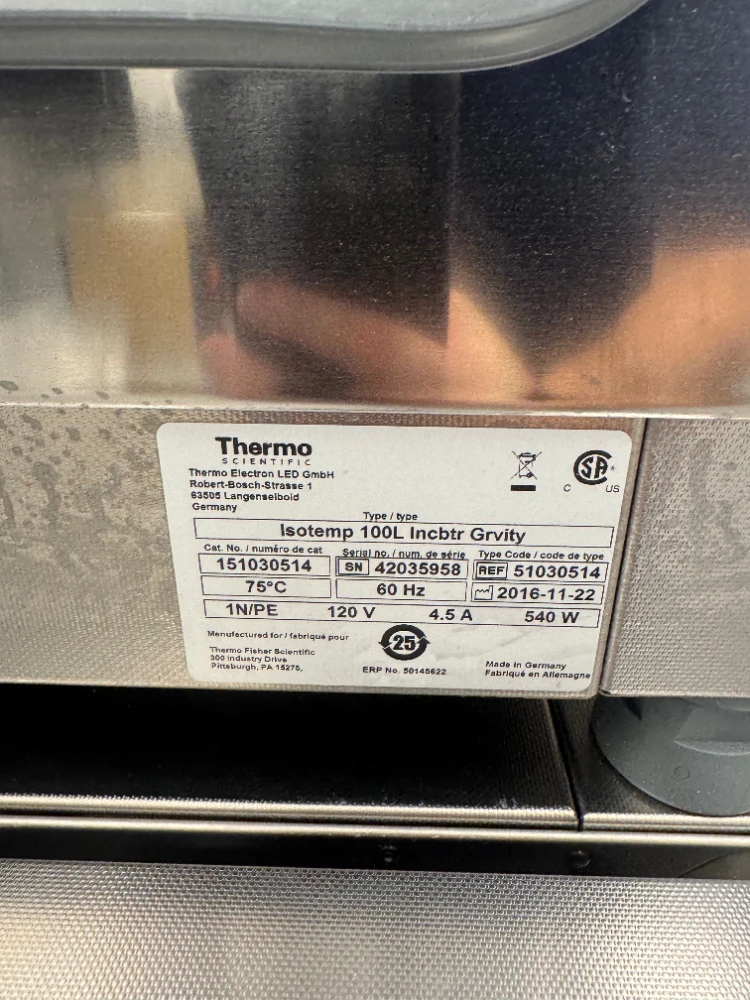 Thermo
SCIENTIFIC
Thermo Electron LED GmbH
Robert-Bosch-Strasse 1
63505 Langenselbold
Germany
C SA US
Type / type
Isotemp 100L Incbtr Grvity
Cat. No. / numéro de cat
Serial no. / num. de série
Type Code / code de type
151030514
SN 42035958
REF 51030514
75°C
60 Hz
2016-11-22
1N/PE 120 V 4.5 A 540 W
Manufactured for / fabriqué pour
Thermo Fisher Scientific
300 Industry Drive
Pittsburgh, PA 15275,
25
ERP No. 50145622
Made in Germany
Fabriqué en Allemagne